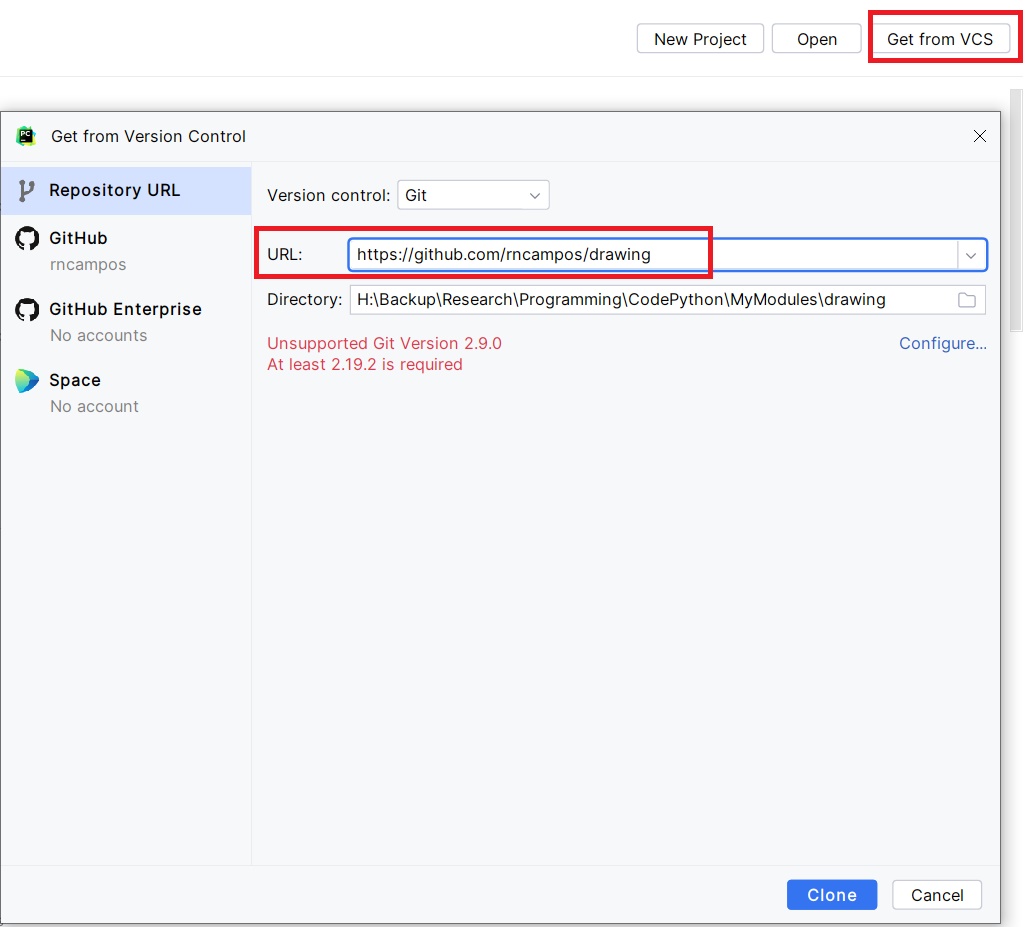 New Project
Open
Get from VCS
PC
Get from Version Control
Repository URL
GitHub
rncampos
GitHub Enterprise
No accounts
Space
No account
Version control: Git
URL: https://github.com/rncampos/drawing
Directory: H:\Backup\Research\Programming\CodePython\MyModules\drawing
Unsupported Git Version 2.9.0
At least 2.19.2 is required
Configure...
Clone
Cancel